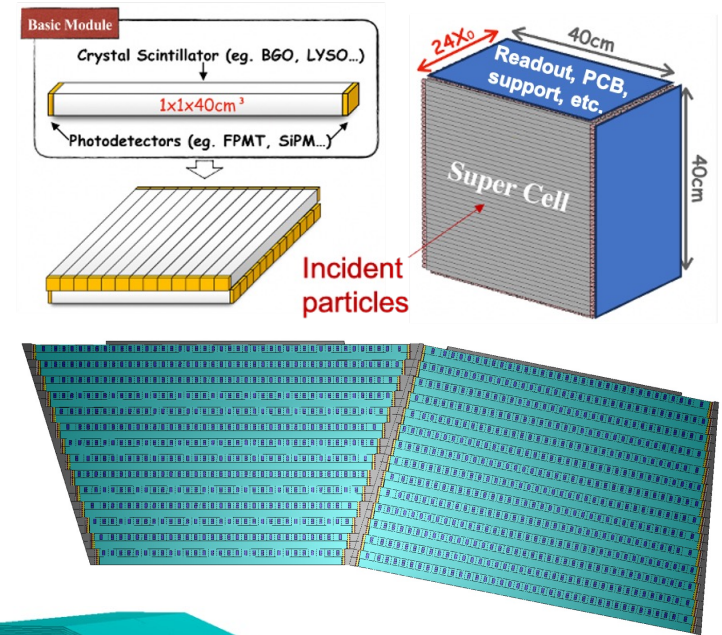 Basic Module
Crystal Scintillator (eg. BGO, LYSO…)
1x1x40cm³
Photodetectors (eg. FPMT, SiPM…)
24X₀
40cm
Readout, PCB,
support, etc.
Super Cell
40cm
Incident
particles